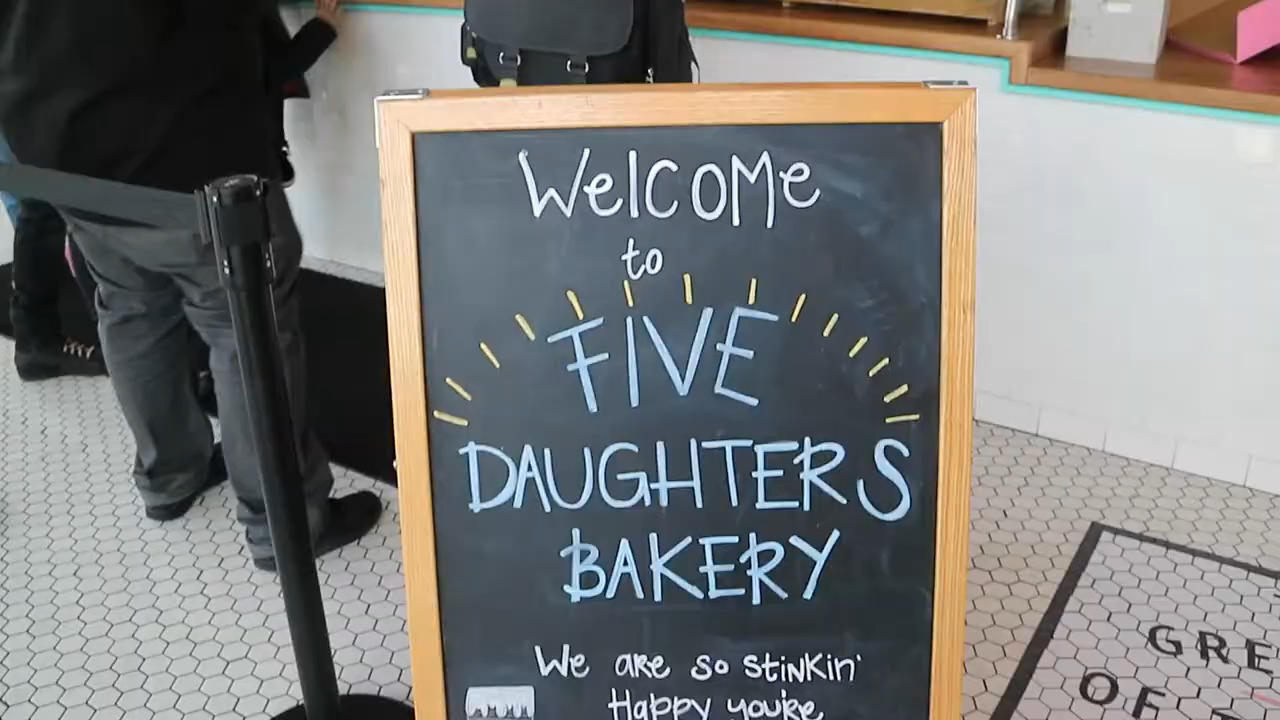 WelcoMe
to
FIVE
DAUGHTERS
BAKERY
We are so stinkin'
Happy you're
GRE
OF